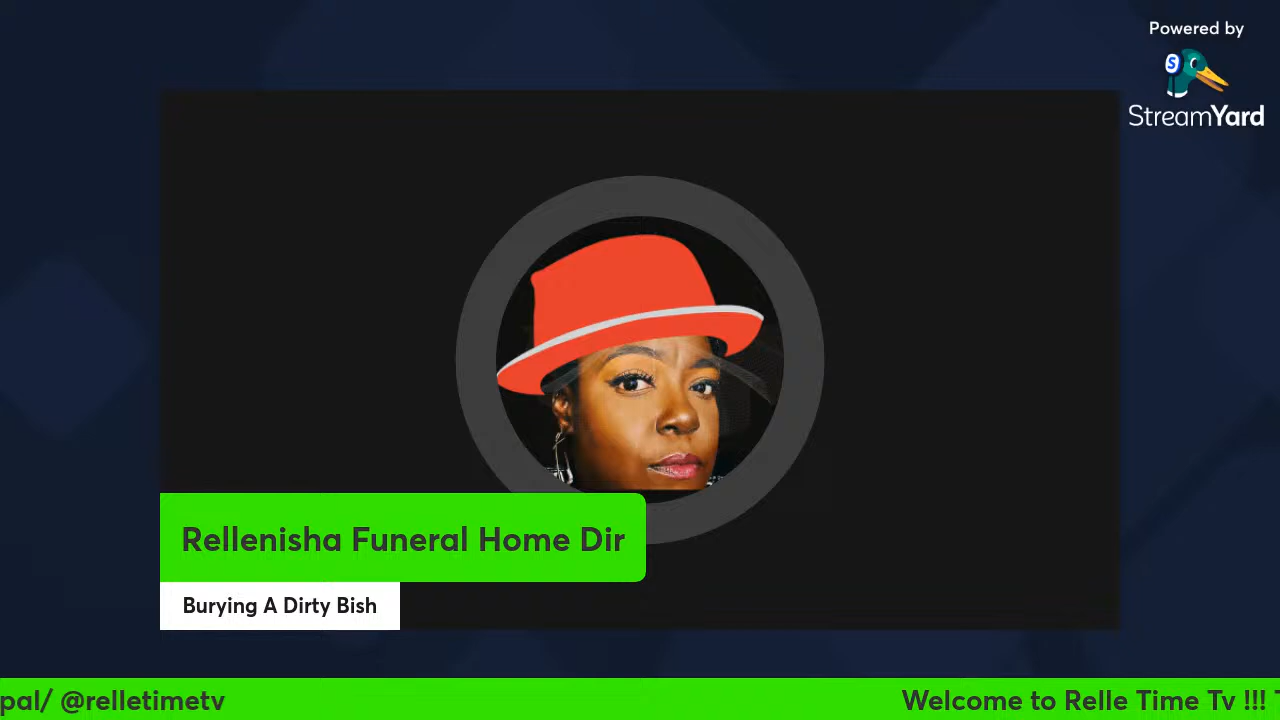 Powered by
S
StreamYard
Rellenisha Funeral Home Dir
Burying A Dirty Bish
pal/ @relletimetv
Welcome to Relle Time Tv !!!